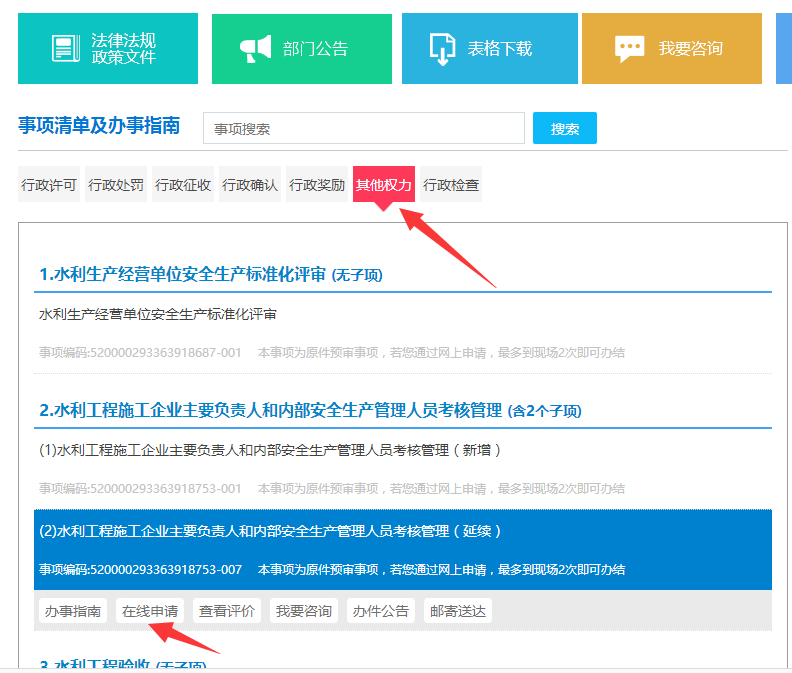 法律法规
政策文件
部门公告
表格下载
我要咨询
事项清单及办事指南
事项搜索
搜索
行政许可 行政处罚 行政征收 行政确认 行政奖励 其他权力 行政检查
1.水利生产经营单位安全生产标准化评审 (无子项)
水利生产经营单位安全生产标准化评审
事项编码:520000293363918687-001 本事项为原件预审事项，若您通过网上申请，最多到现场2次即可办结
2.水利工程施工企业主要负责人和内部安全生产管理人员考核管理 (含2个子项)
(1)水利工程施工企业主要负责人和内部安全生产管理人员考核管理（新增）
事项编码:520000293363918753-001 本事项为原件预审事项，若您通过网上申请，最多到现场2次即可办结
(2)水利工程施工企业主要负责人和内部安全生产管理人员考核管理（延续）
事项编码:520000293363918753-007 本事项为原件预审事项，若您通过网上申请，最多到现场2次即可办结
办事指南 在线申请 查看评价 我要咨询 办件公告 邮寄送达
3.水利工程验收 (无子项)